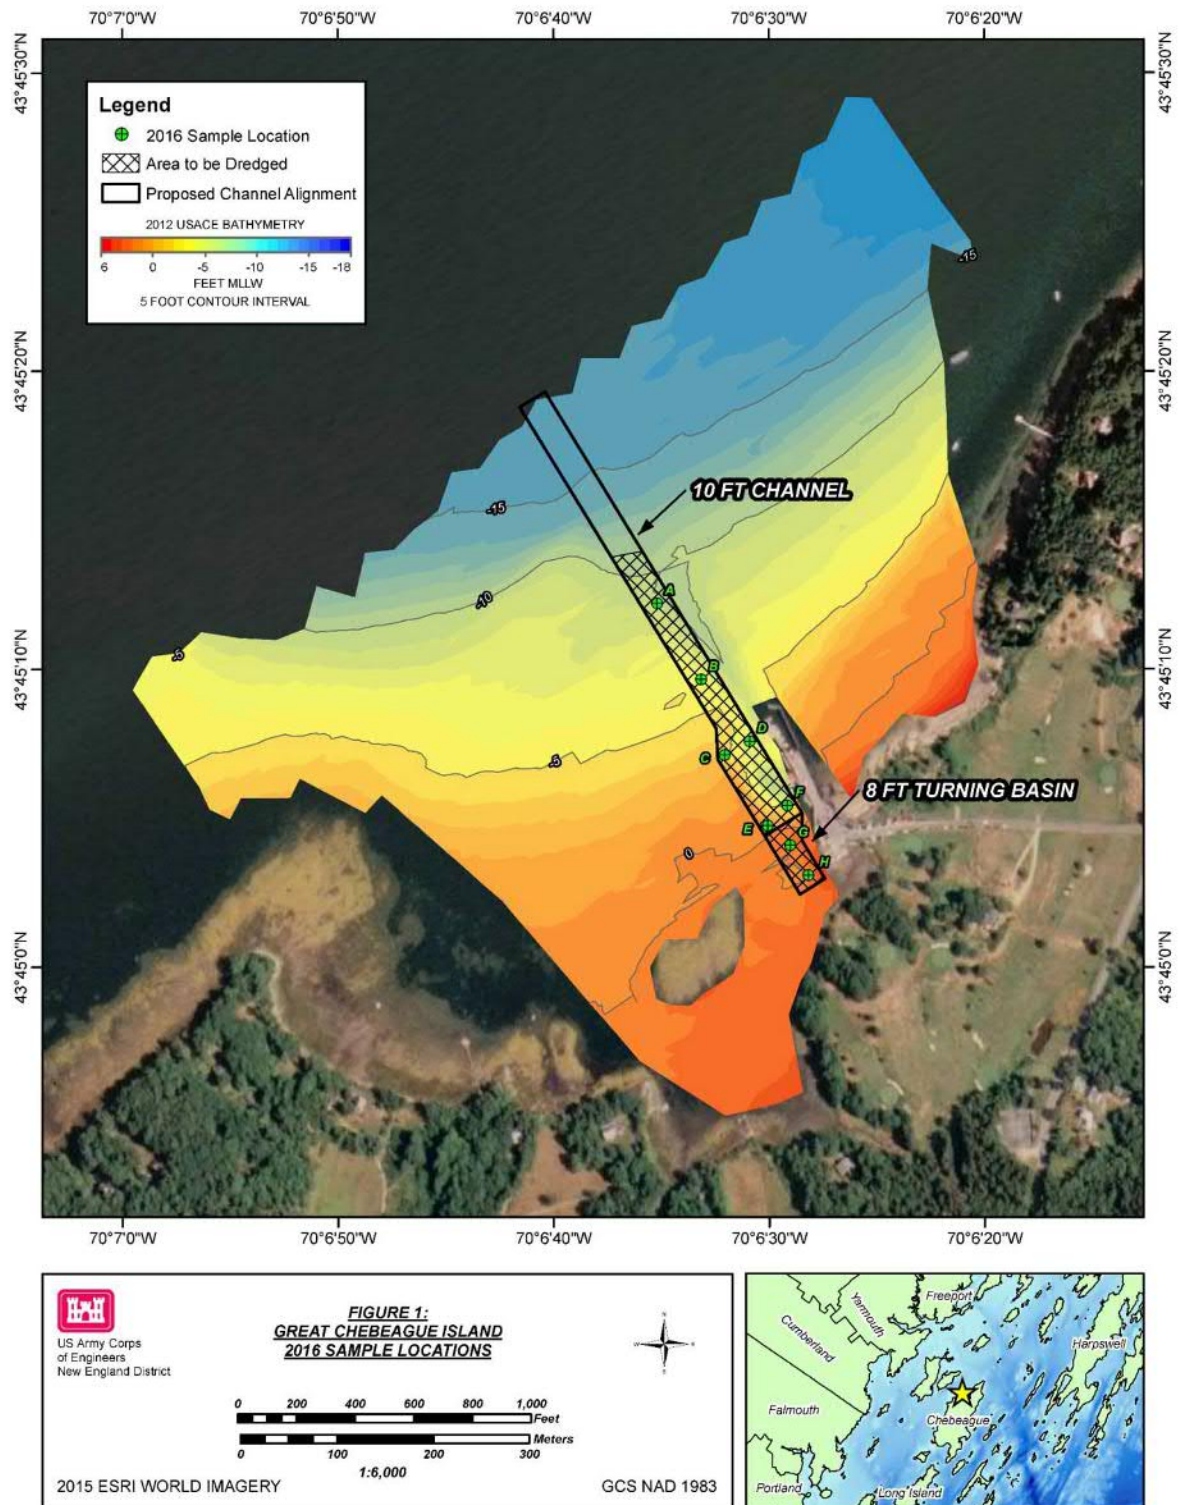 70°7'0"W 70°6'50"W 70°6'40"W 70°6'30"W 70°6'20"W
43°45'30"N
43°45'30"N
Legend
2016 Sample Location
Area to be Dredged
Proposed Channel Alignment
2012 USACE BATHYMETRY
6 0 -5 -10 -15 -18
FEET MLLW
5 FOOT CONTOUR INTERVAL
-15
43°45'20"N
43°45'20"N
10 FT CHANNEL
-15
-10
A
-5
B
43°45'10"N
43°45'10"N
D
C
-5
8 FT TURNING BASIN
F
E
G
0
H
43°45'0"N
43°45'0"N
70°7'0"W 70°6'50"W 70°6'40"W 70°6'30"W 70°6'20"W
US Army Corps
of Engineers
New England District
FIGURE 1:
GREAT CHEBEAGUE ISLAND
2016 SAMPLE LOCATIONS
N
W E
S
0 200 400 600 800 1,000
Feet
Meters
0 100 200 300
1:6,000
2015 ESRI WORLD IMAGERY GCS NAD 1983
Freeport
Yarmouth
Cumberland
Harpswell
Falmouth
Chebeague
Portland
Long Island